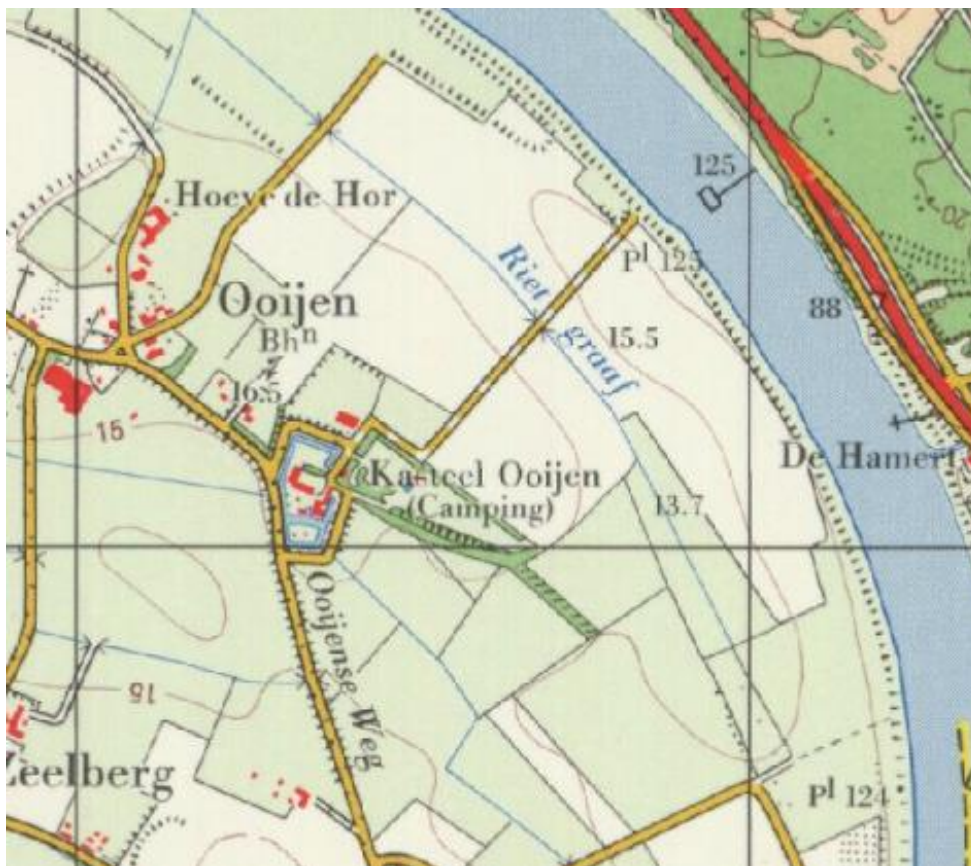 125
Hoeve de Hor
20
Riet graaf
Pl 125
Ooijen
Bhn
88
15.5
16.5
15
De Hamert
Kasteel Ooijen
(Camping)
13.7
Ooijense Weg
15
Zeelberg
Pl 124